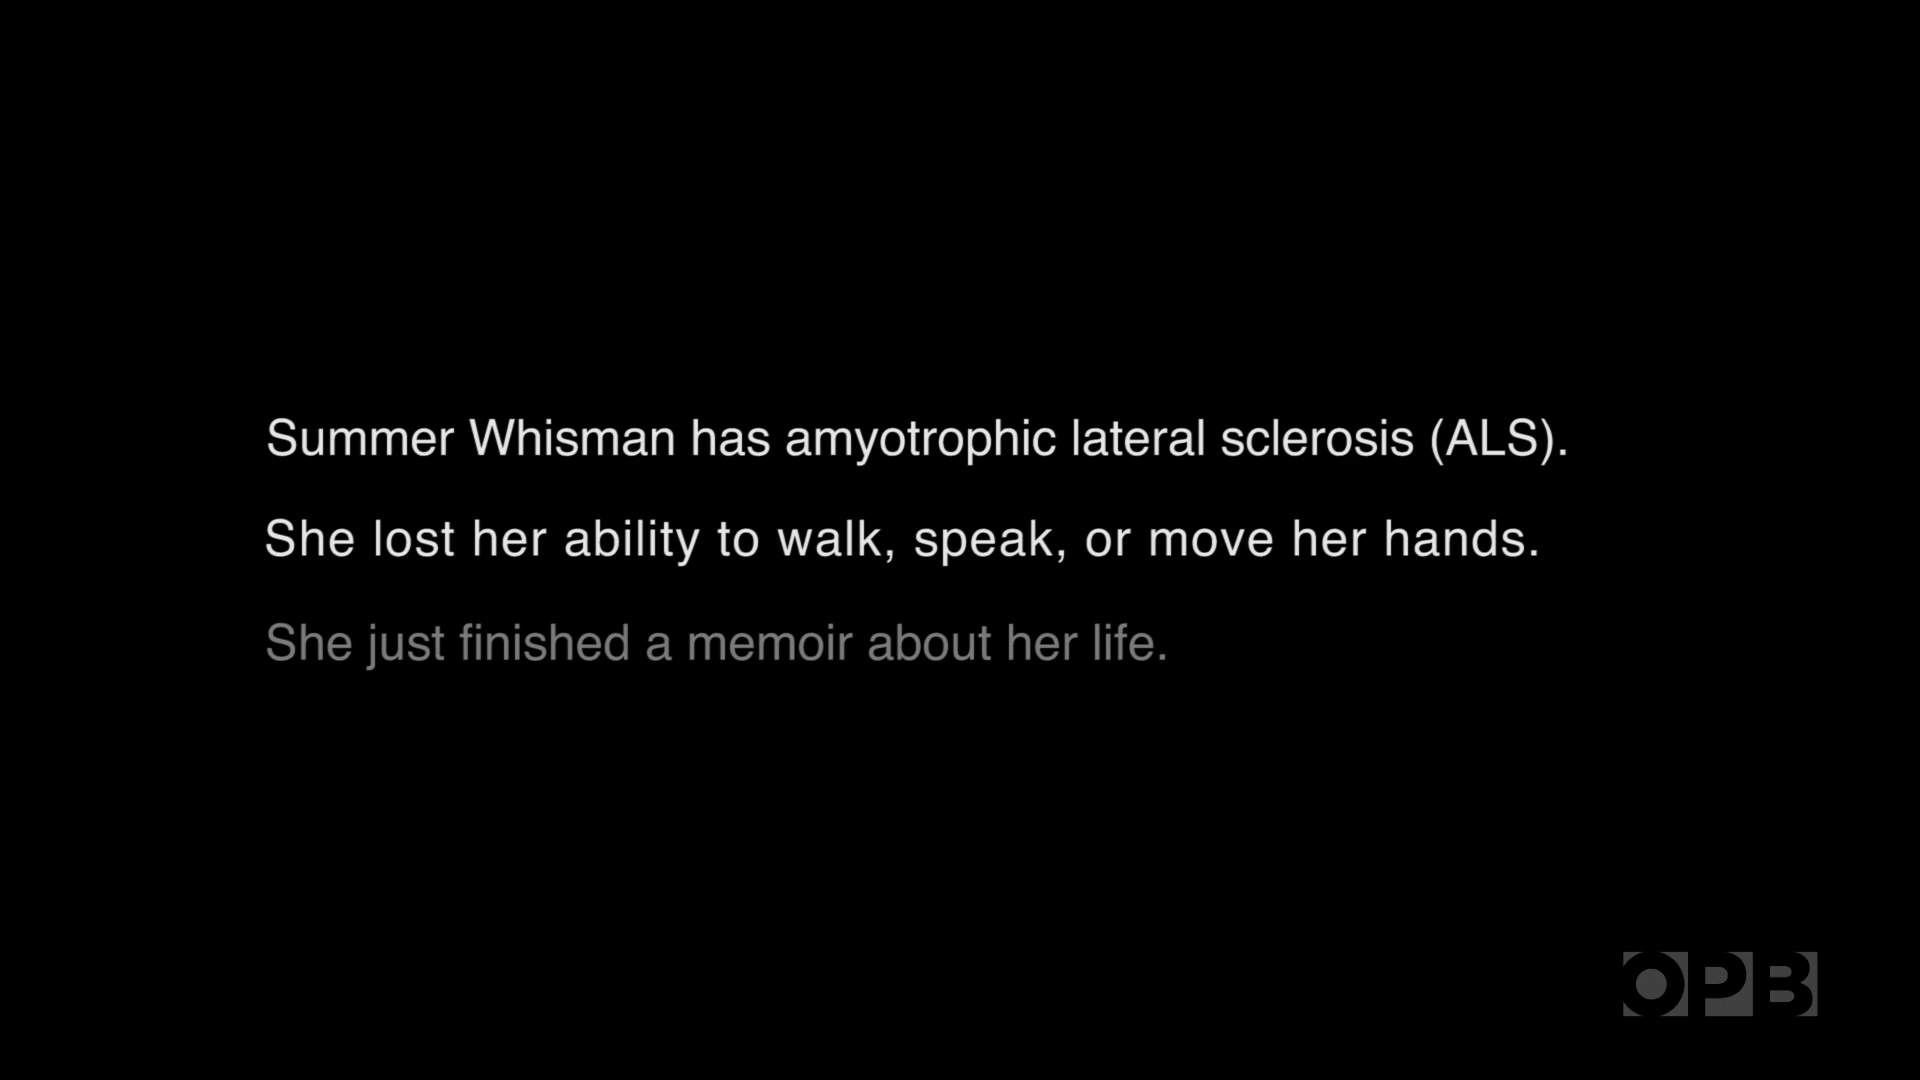 Summer Whisman has amyotrophic lateral sclerosis (ALS).
She lost her ability to walk, speak, or move her hands.
She just finished a memoir about her life.
OPB